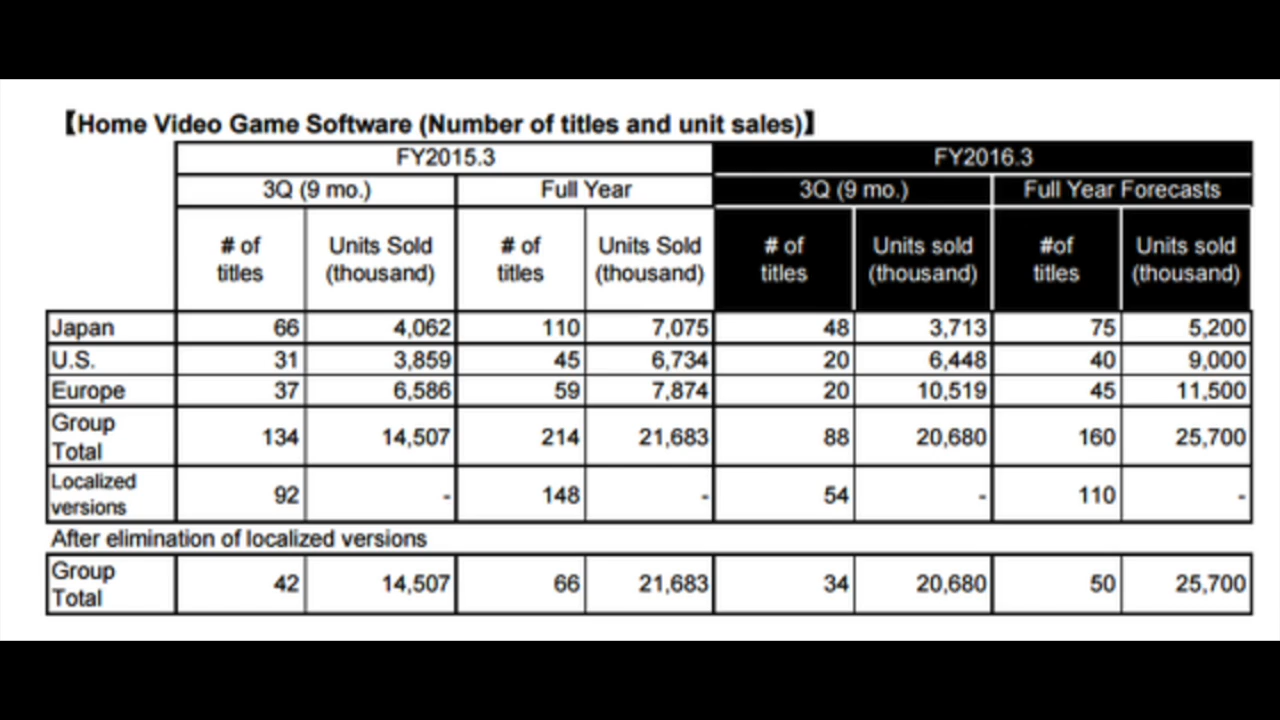 【Home Video Game Software (Number of titles and unit sales)】
FY2015.3 FY2016.3
3Q (9 mo.) Full Year 3Q (9 mo.) Full Year Forecasts
# of titles Units Sold (thousand) # of titles Units Sold (thousand) # of titles Units sold (thousand) #of titles Units sold (thousand)
Japan 66 4,062 110 7,075 48 3,713 75 5,200
U.S. 31 3,859 45 6,734 20 6,448 40 9,000
Europe 37 6,586 59 7,874 20 10,519 45 11,500
Group Total 134 14,507 214 21,683 88 20,680 160 25,700
Localized versions 92 - 148 - 54 - 110 -
After elimination of localized versions
Group Total 42 14,507 66 21,683 34 20,680 50 25,700